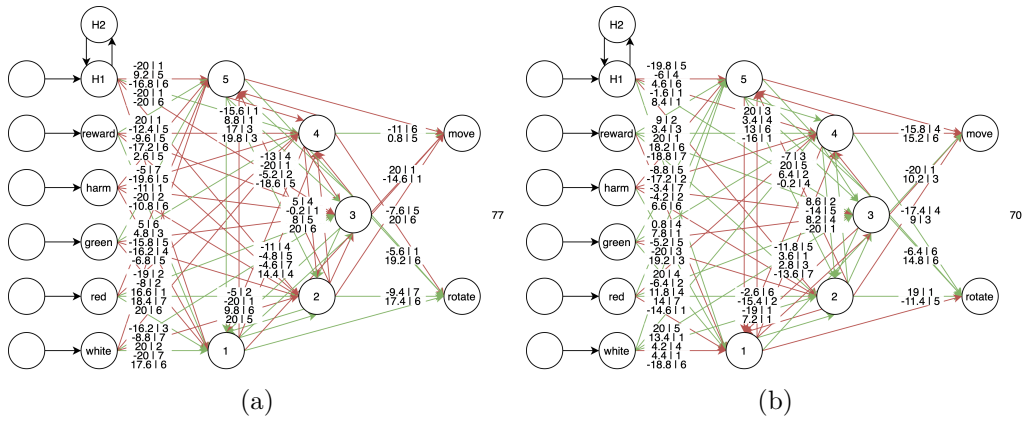 H2
H1
reward
harm
green
red
white
-20 | 1
9.2 | 5
-16.8 | 6
-20 | 1
-20 | 6
20 | 1
-12.4 | 5
-9.6 | 5
-17.2 | 6
2.6 | 5
-5 | 7
-19.6 | 5
-11 | 1
-20 | 2
-10.8 | 6
5 | 6
4.8 | 3
-15.8 | 5
-16.2 | 4
-6.8 | 5
-19 | 2
-8 | 2
16.6 | 1
18.4 | 7
20 | 6
-16.2 | 3
-8.8 | 7
20 | 2
-20 | 7
17.6 | 6
5
4
3
2
1
-15.6 | 1
8.8 | 1
17 | 3
19.8 | 3
-13 | 4
-20 | 1
-5.2 | 2
-18.6 | 5
5 | 4
-0.2 | 1
8 | 5
20 | 6
-11 | 4
-4.8 | 5
-4.6 | 7
14.4 | 4
-5 | 2
-20 | 1
9.8 | 6
20 | 5
-11 | 6
0.8 | 5
20 | 1
-14.6 | 1
-7.6 | 5
20 | 6
-5.6 | 1
19.2 | 6
-9.4 | 7
17.4 | 6
move
rotate
77
(a)
H2
H1
reward
harm
green
red
white
-19.8 | 5
-6 | 4
4.6 | 6
-1.6 | 1
8.4 | 1
9 | 2
3.4 | 3
20 | 1
18.2 | 6
-18.8 | 7
-8.8 | 5
-17.2 | 2
-3.4 | 7
-4.2 | 6
6.6 | 6
0.8 | 4
7.8 | 1
-5.2 | 5
-20 | 3
19.2 | 3
20 | 4
-6.4 | 2
11.8 | 4
14 | 7
-14.6 | 1
20 | 5
13.4 | 1
4.2 | 4
4.4 | 1
-18.8 | 6
5
4
3
2
1
20 | 3
3.4 | 4
13 | 6
-16 | 1
-7 | 3
20 | 5
6.4 | 2
-0.2 | 4
8.6 | 2
-14 | 5
8.2 | 4
-20 | 1
-11.8 | 5
3.6 | 1
2.8 | 3
-13.6 | 7
-2.6 | 6
-15.4 | 2
-19 | 1
7.2 | 1
-15.8 | 4
15.2 | 6
-20 | 1
10.2 | 3
-17.4 | 4
9 | 3
-6.4 | 6
14.8 | 6
19 | 1
-11.4 | 5
move
rotate
70
(b)